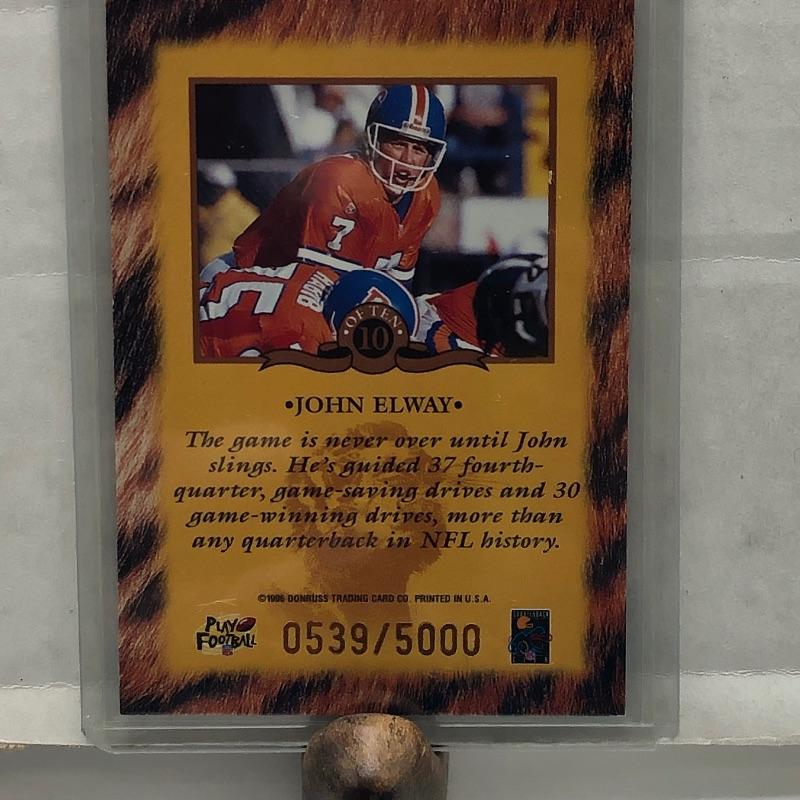 7
OF TEN
10
•JOHN ELWAY•
The game is never over until John
slings. He's guided 37 fourth-
quarter, game-saving drives and 30
game-winning drives, more than
any quarterback in NFL history.
©1996 DONRUSS TRADING CARD CO. PRINTED IN U.S.A.
PLAY
FOOTBALL
0539/5000
QUARTERBACK